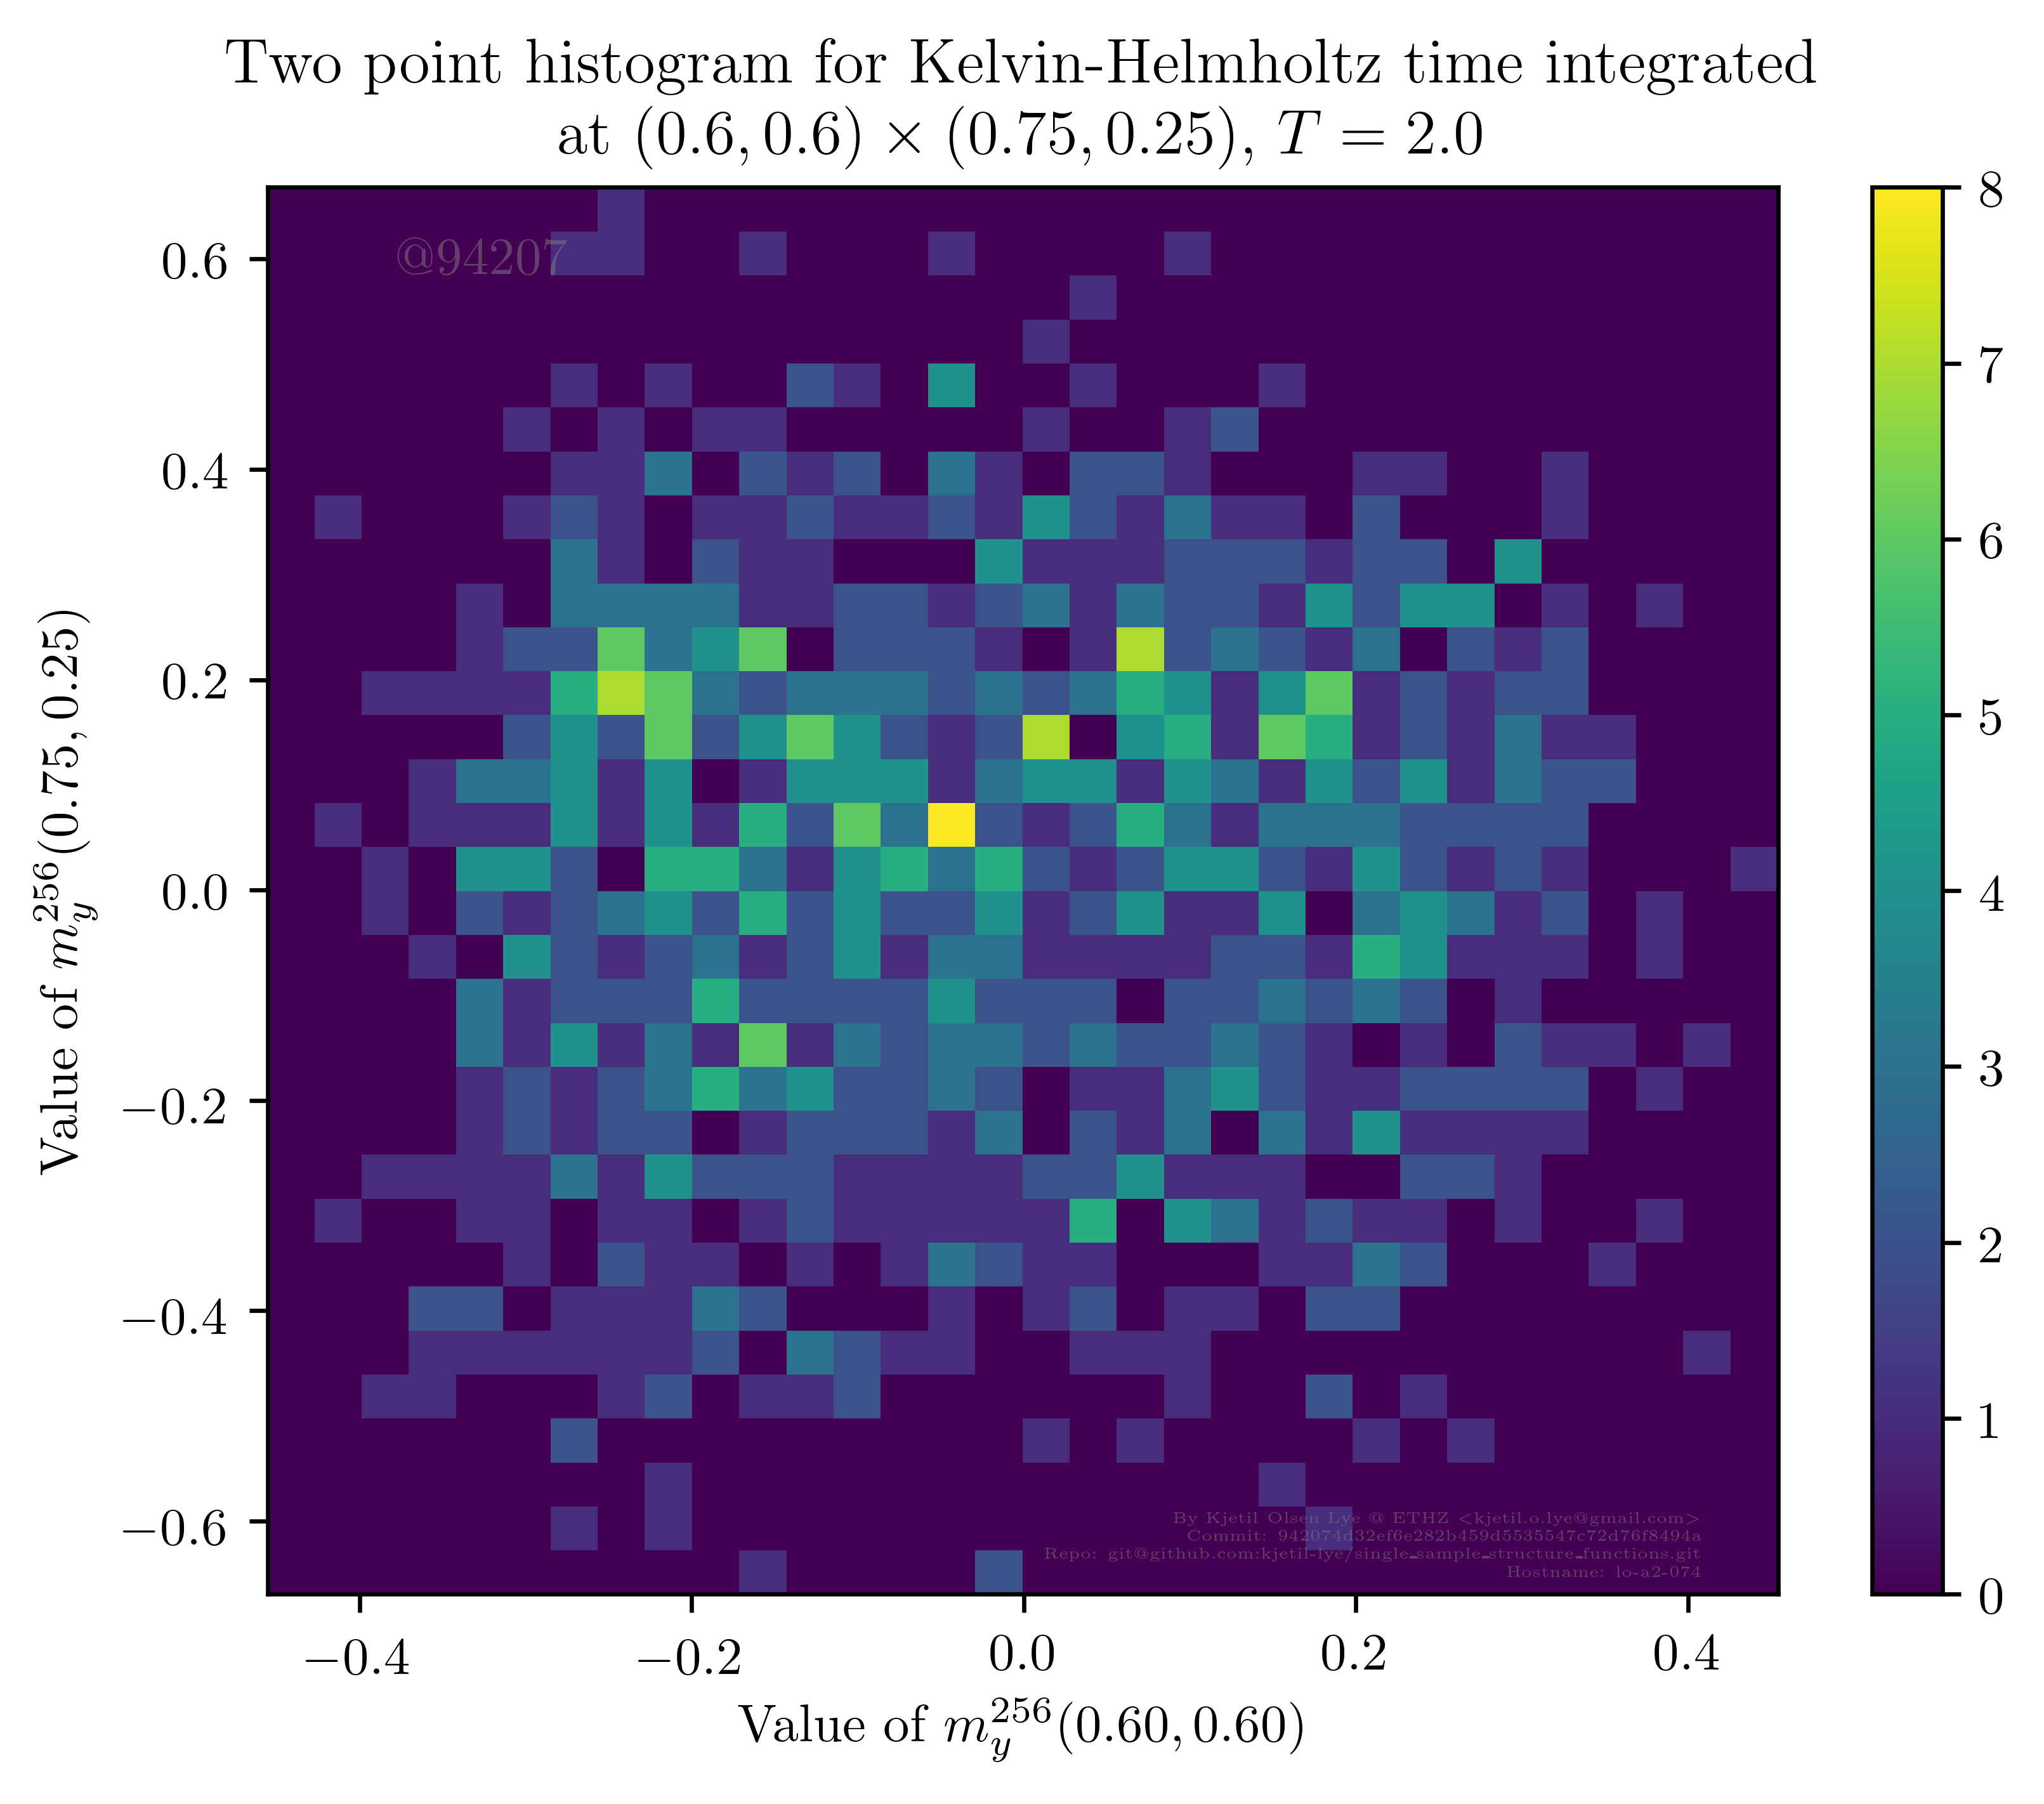 Two point histogram for Kelvin-Helmholtz time integrated
at (0.6, 0.6) × (0.75, 0.25), T = 2.0
@94207
8
7
6
5
4
3
2
1
0
0.6
0.4
0.2
0.0
−0.2
−0.4
−0.6
Value of m_y^256(0.75, 0.25)
By Kjetil Olsen Lye @ ETHZ <kjetil.o.lye@gmail.com>
Commit: 942074d32ef6e282b459d5535547c72d76f8494a
Repo: git@github.com:kjetil-lye/single_sample_structure_functions.git
Hostname: lo-a2-074
−0.4 −0.2 0.0 0.2 0.4
Value of m_y^256(0.60, 0.60)